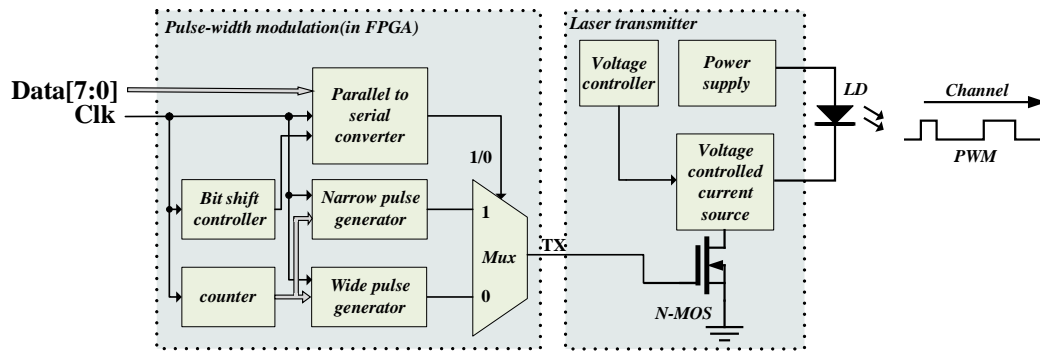 Pulse-width modulation(in FPGA)
Laser transmitter
Data[7:0]
Clk
Parallel to
serial
converter
1/0
Bit shift
controller
Narrow pulse
generator
counter
Wide pulse
generator
1
Mux
0
TX
Voltage
controller
Power
supply
LD
Voltage
controlled
current
source
N-MOS
Channel
PWM